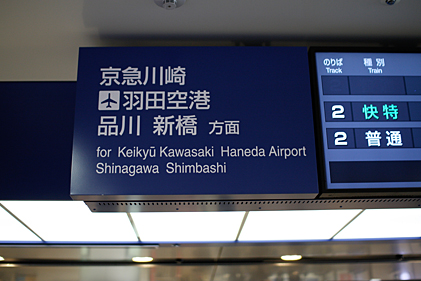 京急川崎
羽田空港
品川 新橋 方面
for Keikyū Kawasaki Haneda Airport
Shinagawa Shimbashi
のりば 種別
Track Train
2 快特
2 普通